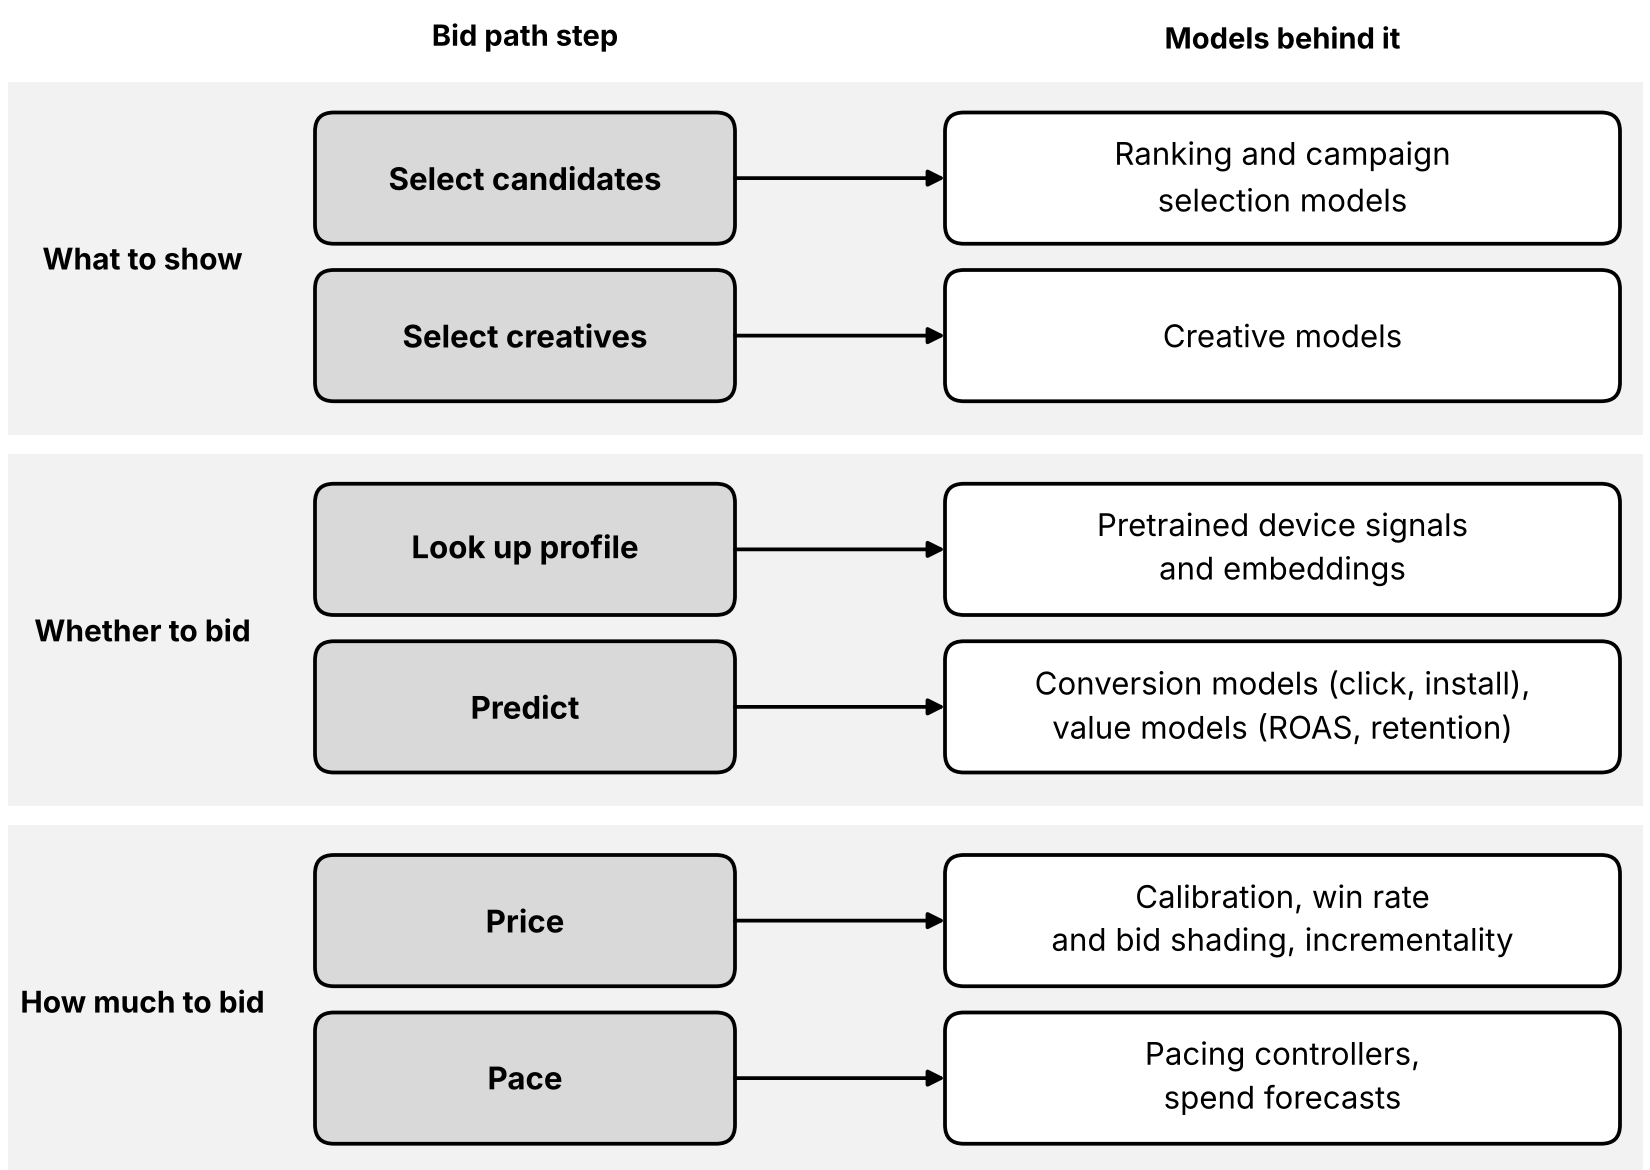 Bid path step
Models behind it
What to show
Select candidates
Ranking and campaign
selection models
Select creatives
Creative models
Whether to bid
Look up profile
Pretrained device signals
and embeddings
Predict
Conversion models (click, install),
value models (ROAS, retention)
How much to bid
Price
Calibration, win rate
and bid shading, incrementality
Pace
Pacing controllers,
spend forecasts